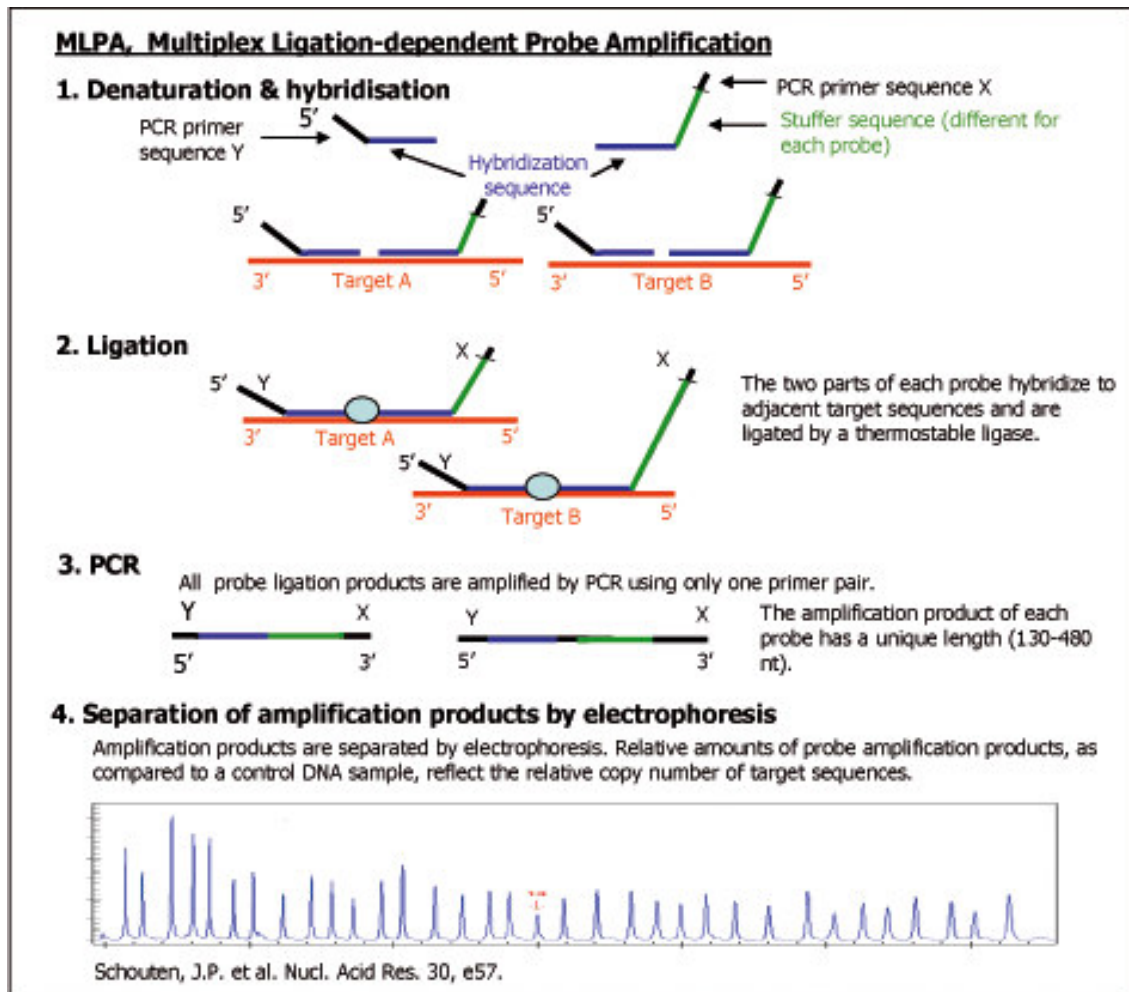 MLPA, Multiplex Ligation-dependent Probe Amplification
1. Denaturation & hybridisation
5'
PCR primer
sequence Y
PCR primer sequence X
Stuffer sequence (different for
each probe)
Hybridization
sequence
5'
5'
3'
Target A
5'
3'
Target B
5'
2. Ligation
5'
Y
X
X
3'
Target A
5'
5'
Y
3'
Target B
5'
The two parts of each probe hybridize to
adjacent target sequences and are
ligated by a thermostable ligase.
3. PCR
All probe ligation products are amplified by PCR using only one primer pair.
Y
X
Y
X
5'
3'
5'
3'
The amplification product of each
probe has a unique length (130-480
nt).
4. Separation of amplification products by electrophoresis
Amplification products are separated by electrophoresis. Relative amounts of probe amplification products, as
compared to a control DNA sample, reflect the relative copy number of target sequences.
Schouten, J.P. et al. Nucl. Acid Res. 30, e57.